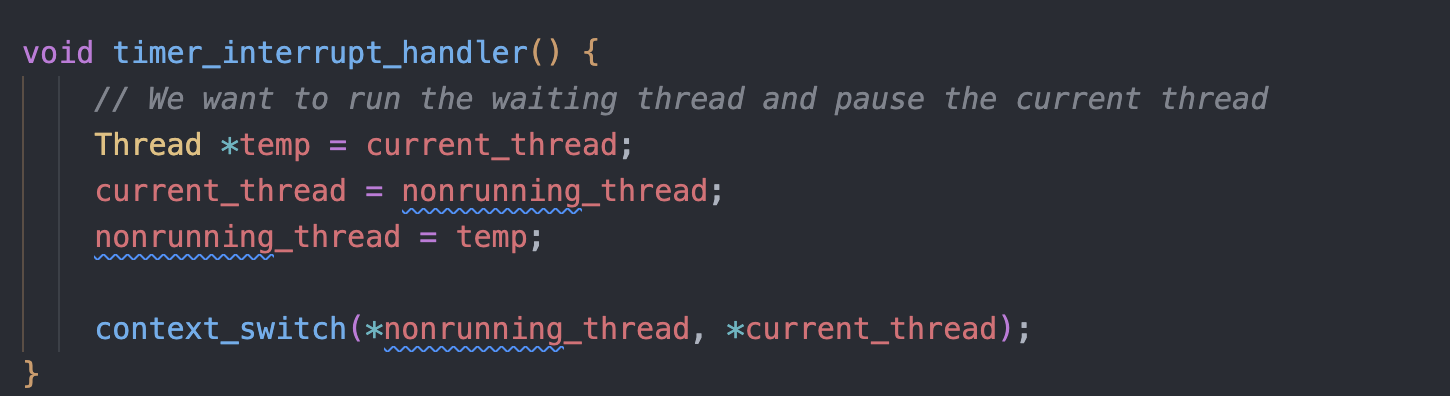 void timer_interrupt_handler() {
// We want to run the waiting thread and pause the current thread
Thread *temp = current_thread;
current_thread = nonrunning_thread;
nonrunning_thread = temp;
context_switch(*nonrunning_thread, *current_thread);
}